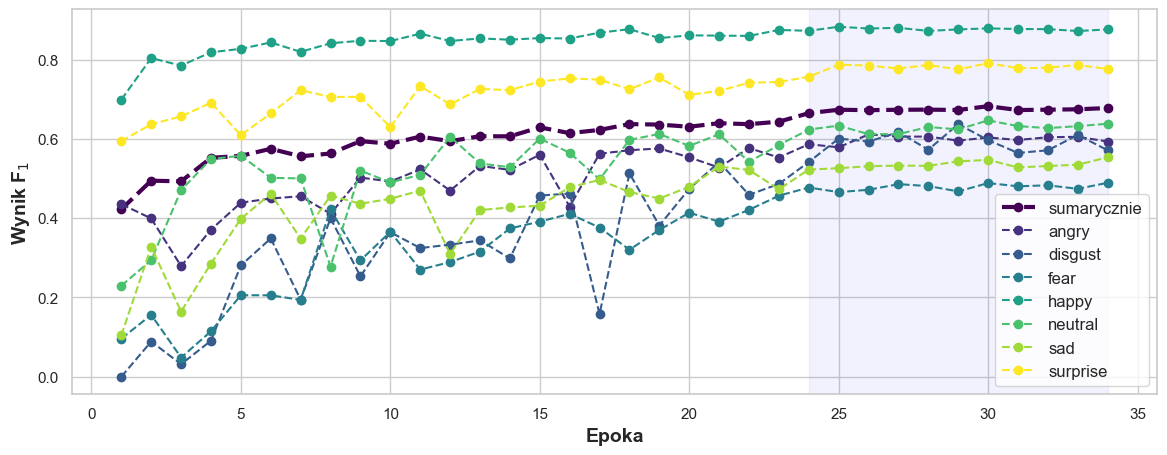 Wynik F1
0.8
0.6
0.4
0.2
0.0
0 5 10 15 20 25 30 35
Epoka
sumarycznie
angry
disgust
fear
happy
neutral
sad
surprise